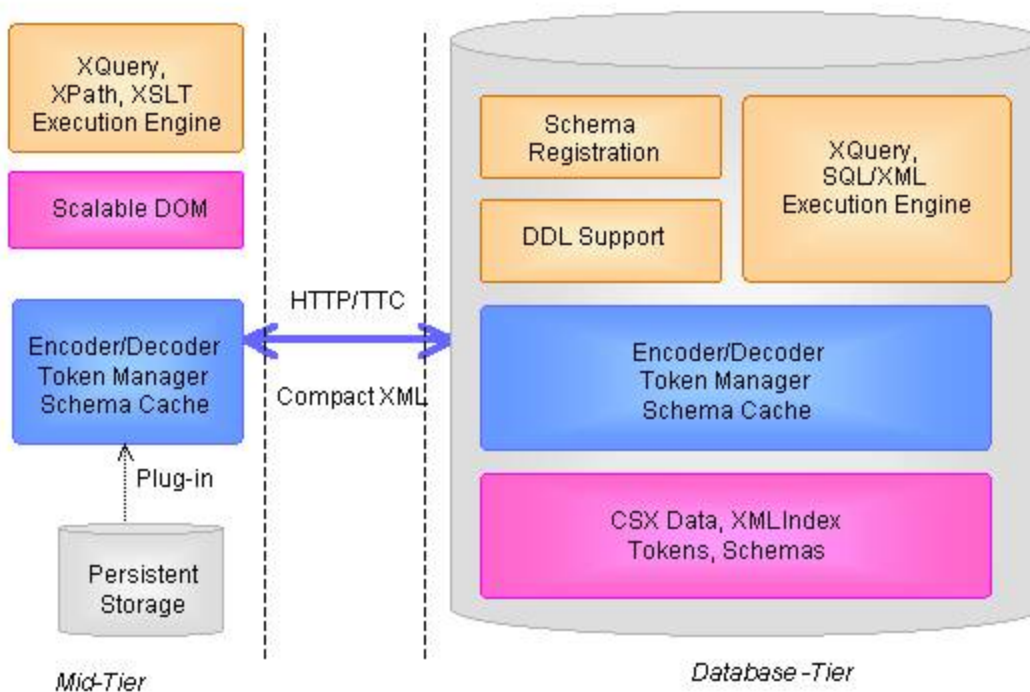 XQuery,
XPath, XSLT
Execution Engine
Scalable DOM
Encoder/Decoder
Token Manager
Schema Cache
Plug-in
Persistent
Storage
Mid-Tier
HTTP/TTC
Compact XML
Schema
Registration
DDL Support
XQuery,
SQL/XML
Execution Engine
Encoder/Decoder
Token Manager
Schema Cache
CSX Data, XMLIndex
Tokens, Schemas
Database-Tier